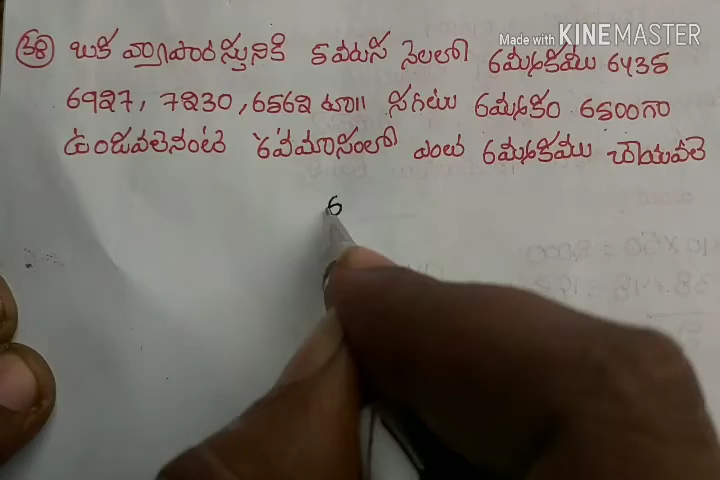 Made with KINEMASTER
38 ఒక వ్యాపారస్తునికి 5 వరుస నెలలో అమ్మకము 6435
6927, 7230, 6562 రూ॥ సగటు అమ్మకం 6500గా
ఉండవలెనంటే 6వ మాసంలో ఎంత అమ్మకము చేయవలె
6